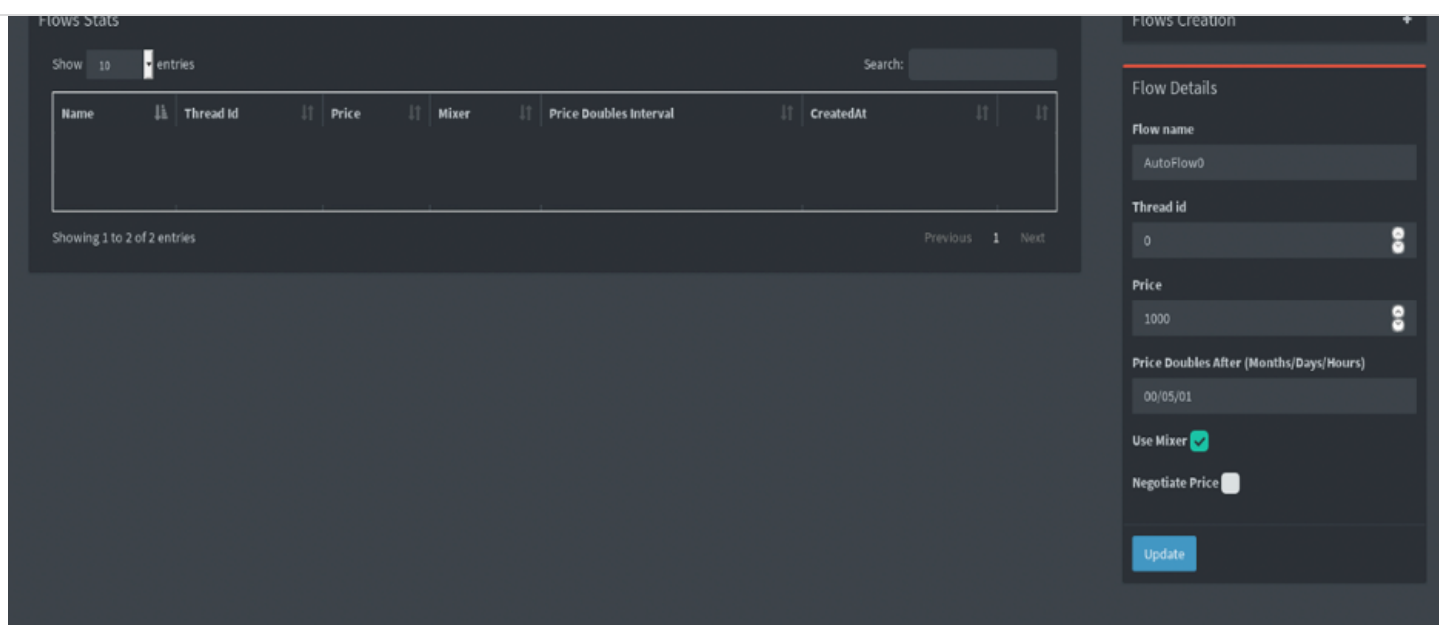 Flows Stats
Show 10 entries
Search:
Name Thread Id Price Mixer Price Doubles Interval CreatedAt
Showing 1 to 2 of 2 entries
Previous 1 Next
Flows Creation +
Flow Details
Flow name
AutoFlow0
Thread id
0
Price
1000
Price Doubles After (Months/Days/Hours)
00/05/01
Use Mixer
Negotiate Price
Update